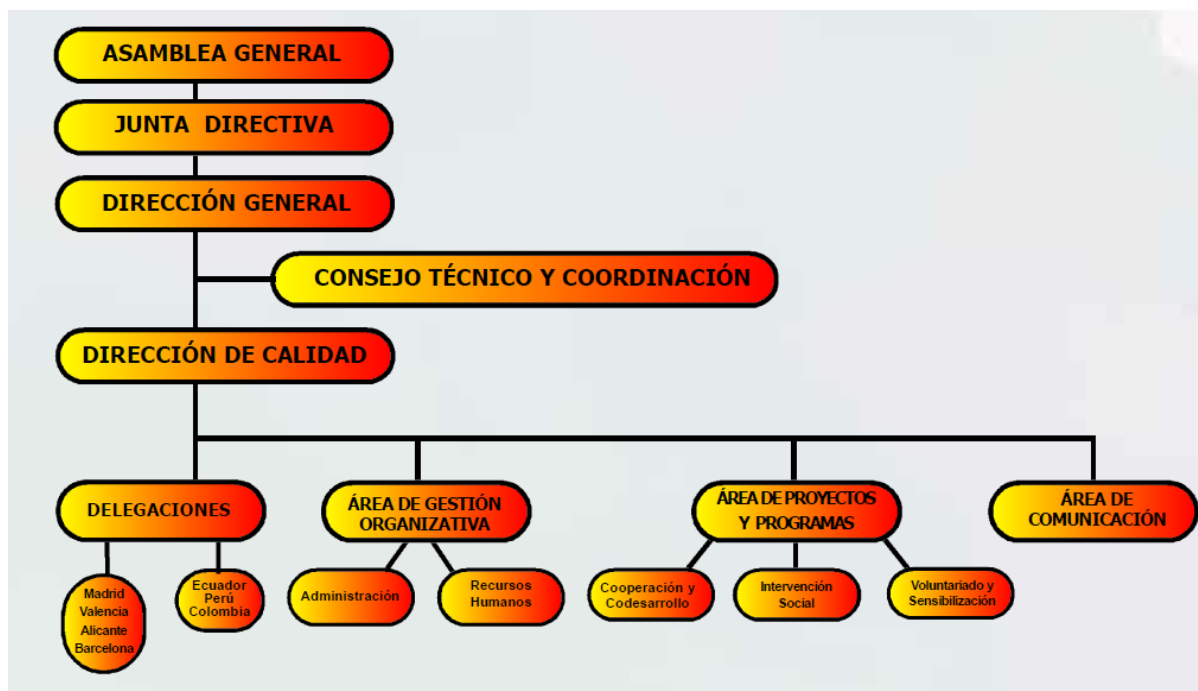 ASAMBLEA GENERAL
JUNTA DIRECTIVA
DIRECCIÓN GENERAL
CONSEJO TÉCNICO Y COORDINACIÓN
DIRECCIÓN DE CALIDAD
DELEGACIONES
ÁREA DE GESTIÓN
ORGANIZATIVA
ÁREA DE PROYECTOS
Y PROGRAMAS
ÁREA DE
COMUNICACIÓN
Madrid
Valencia
Alicante
Barcelona
Ecuador
Perú
Colombia
Administración
Recursos
Humanos
Cooperación y
Codesarrollo
Intervención
Social
Voluntariado y
Sensibilización